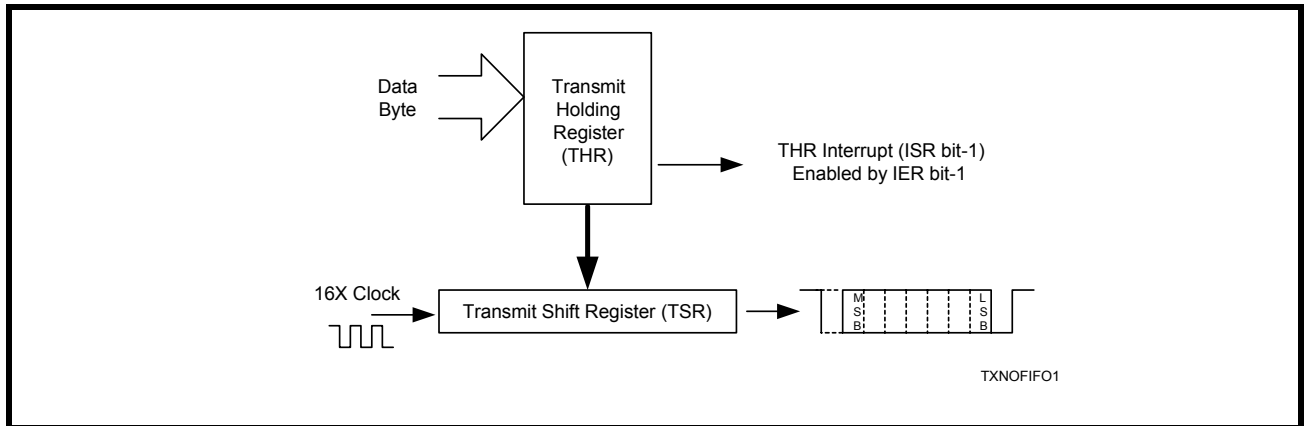 Data
Byte
Transmit
Holding
Register
(THR)
THR Interrupt (ISR bit-1)
Enabled by IER bit-1
16X Clock
Transmit Shift Register (TSR)
M
S
B
L
S
B
TXNOFIFO1